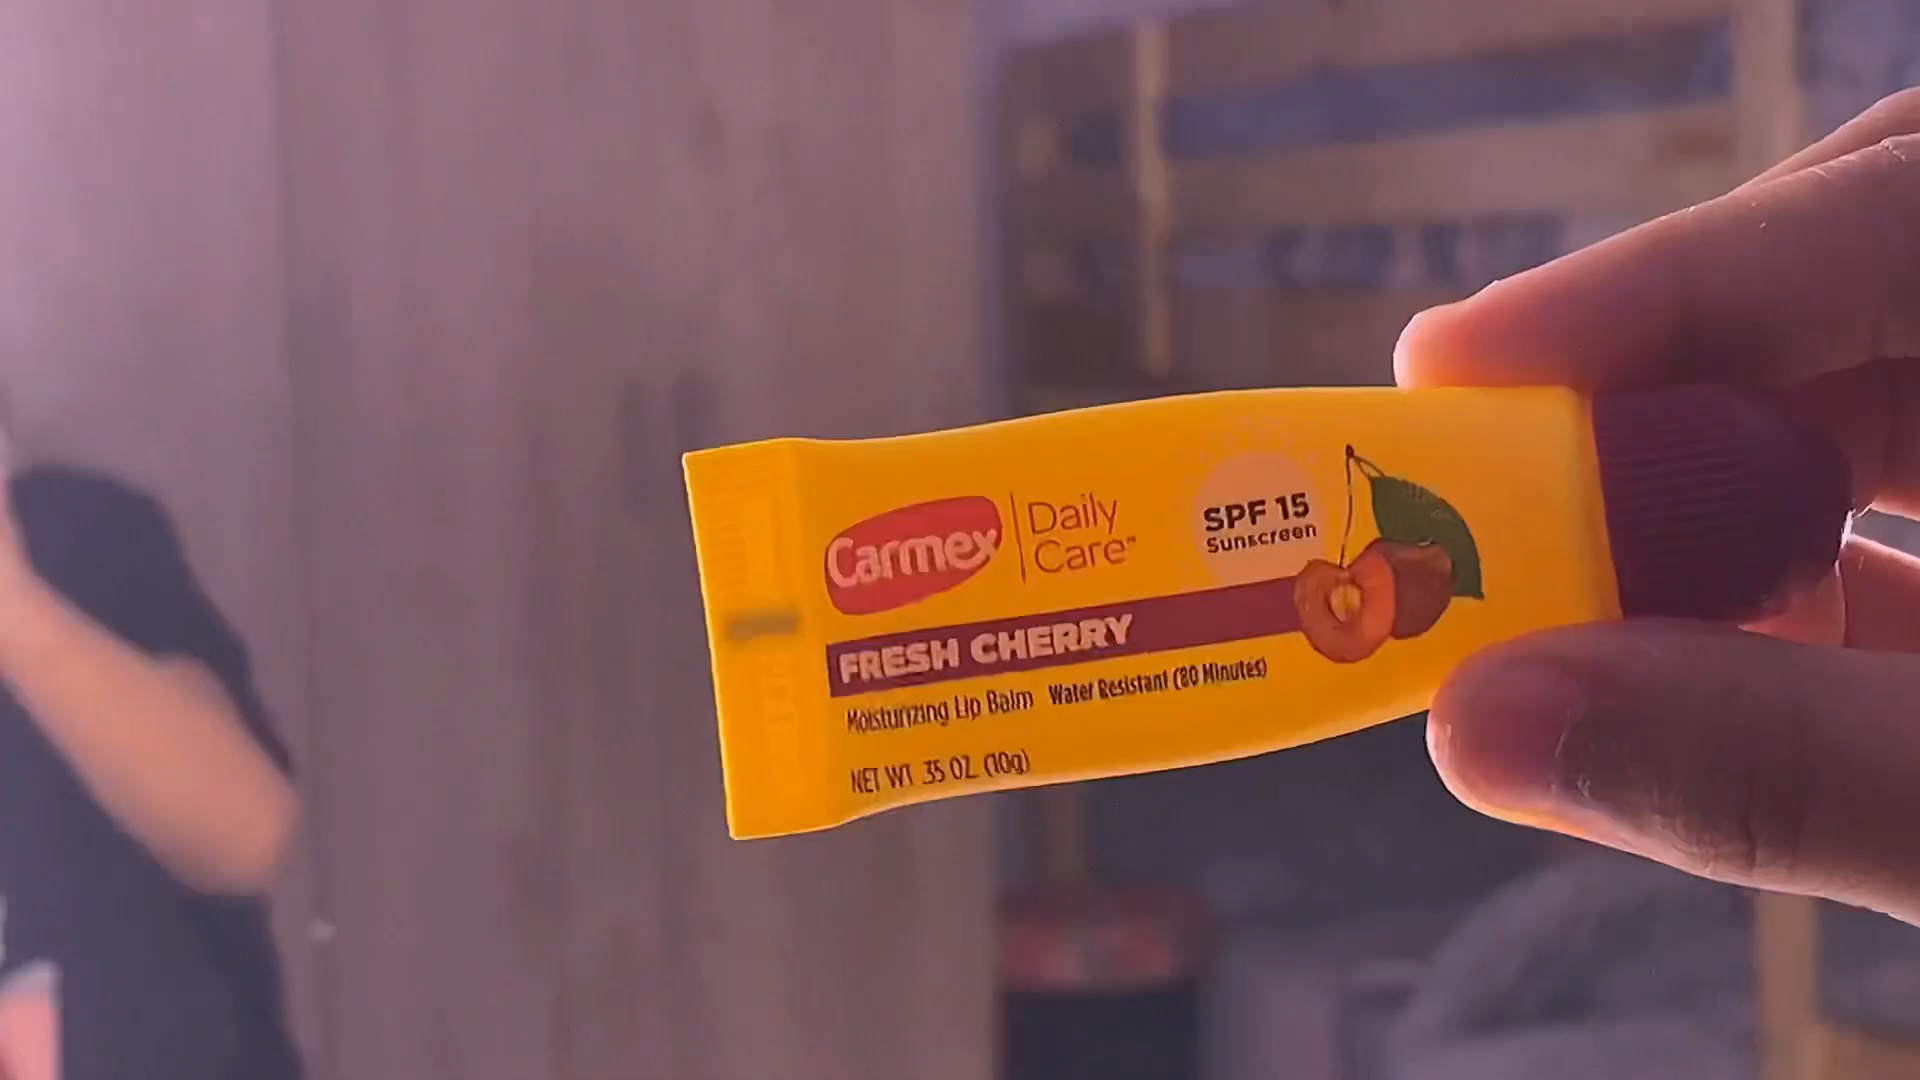 Carmex
Daily
Care™
SPF 15
Sunscreen
FRESH CHERRY
Moisturizing Lip Balm Water Resistant (80 Minutes)
NET WT .35 OZ. (10g)